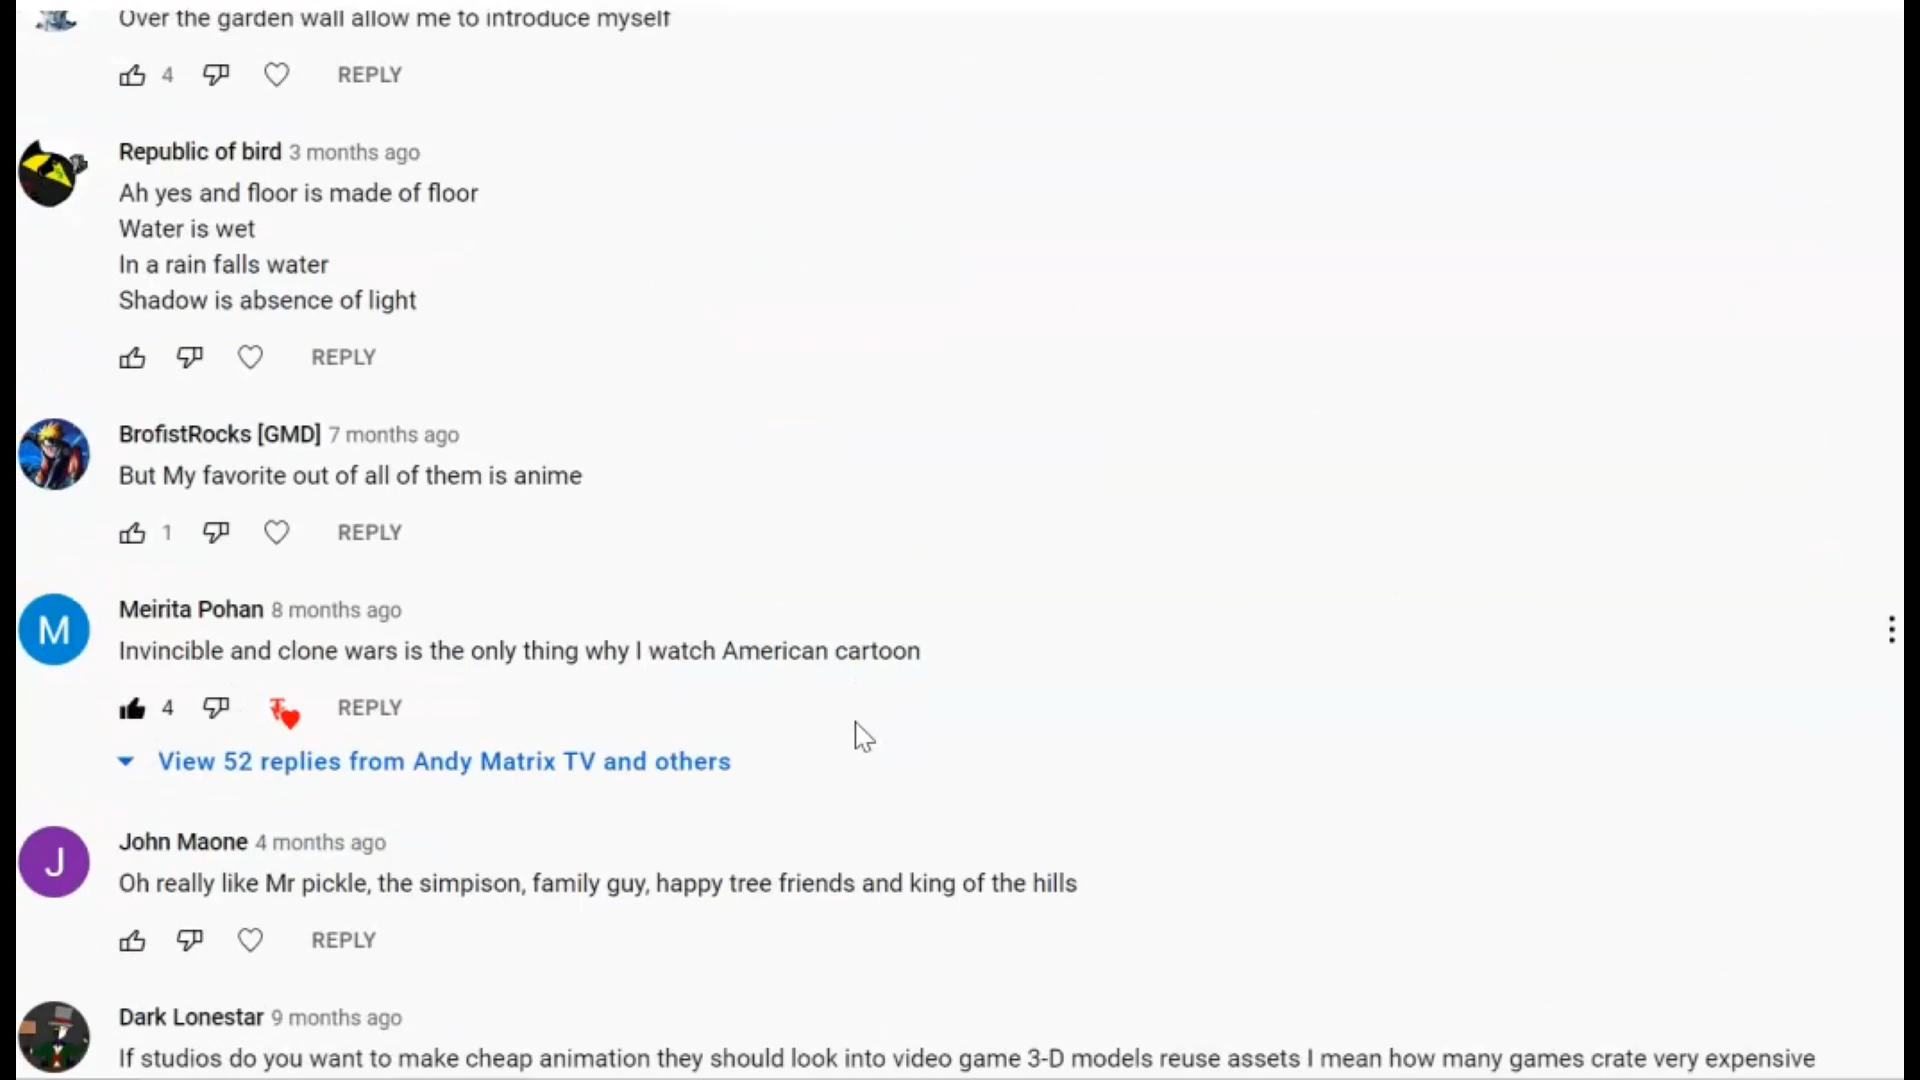 Over the garden wall allow me to introduce myself
4 REPLY
Republic of bird 3 months ago
Ah yes and floor is made of floor
Water is wet
In a rain falls water
Shadow is absence of light
REPLY
BrofistRocks [GMD] 7 months ago
But My favorite out of all of them is anime
1 REPLY
M
Meirita Pohan 8 months ago
Invincible and clone wars is the only thing why I watch American cartoon
4 REPLY
View 52 replies from Andy Matrix TV and others
J
John Maone 4 months ago
Oh really like Mr pickle, the simpison, family guy, happy tree friends and king of the hills
REPLY
Dark Lonestar 9 months ago
If studios do you want to make cheap animation they should look into video game 3-D models reuse assets I mean how many games crate very expensive